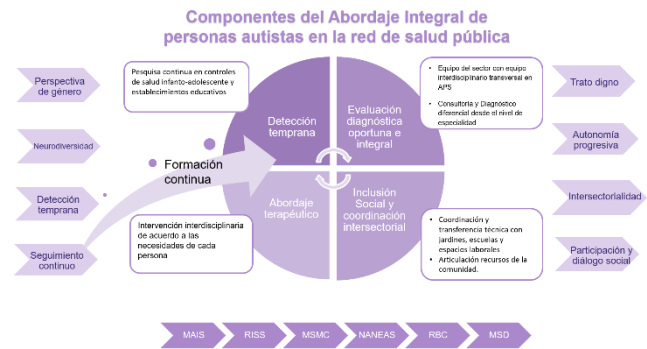 Componentes del Abordaje Integral de
personas autistas en la red de salud pública
Perspectiva
de género
Neurodiversidad
Detección
temprana
Seguimiento
continuo
Pesquisa continua en controles
de salud infanto-adolescente y
establecimientos educativos
Formación
continua
Intervención interdisciplinaria
de acuerdo a las
necesidades de cada
persona
Detección
temprana
Evaluación
diagnóstica
oportuna e
integral
Abordaje
terapéutico
Inclusión
Social y
coordinación
intersectorial
• Equipo del sector con equipo
interdisciplinario transversal en
APS
• Consultoría y Diagnóstico
diferencial desde el nivel de
especialidad
• Coordinación y
transferencia técnica con
jardines, escuelas y
espacios laborales
• Articulación recursos de la
comunidad.
Trato digno
Autonomía
progresiva
Intersectorialidad
Participación y
diálogo social
MAIS
RISS
MSMC
NANEAS
RBC
MSD